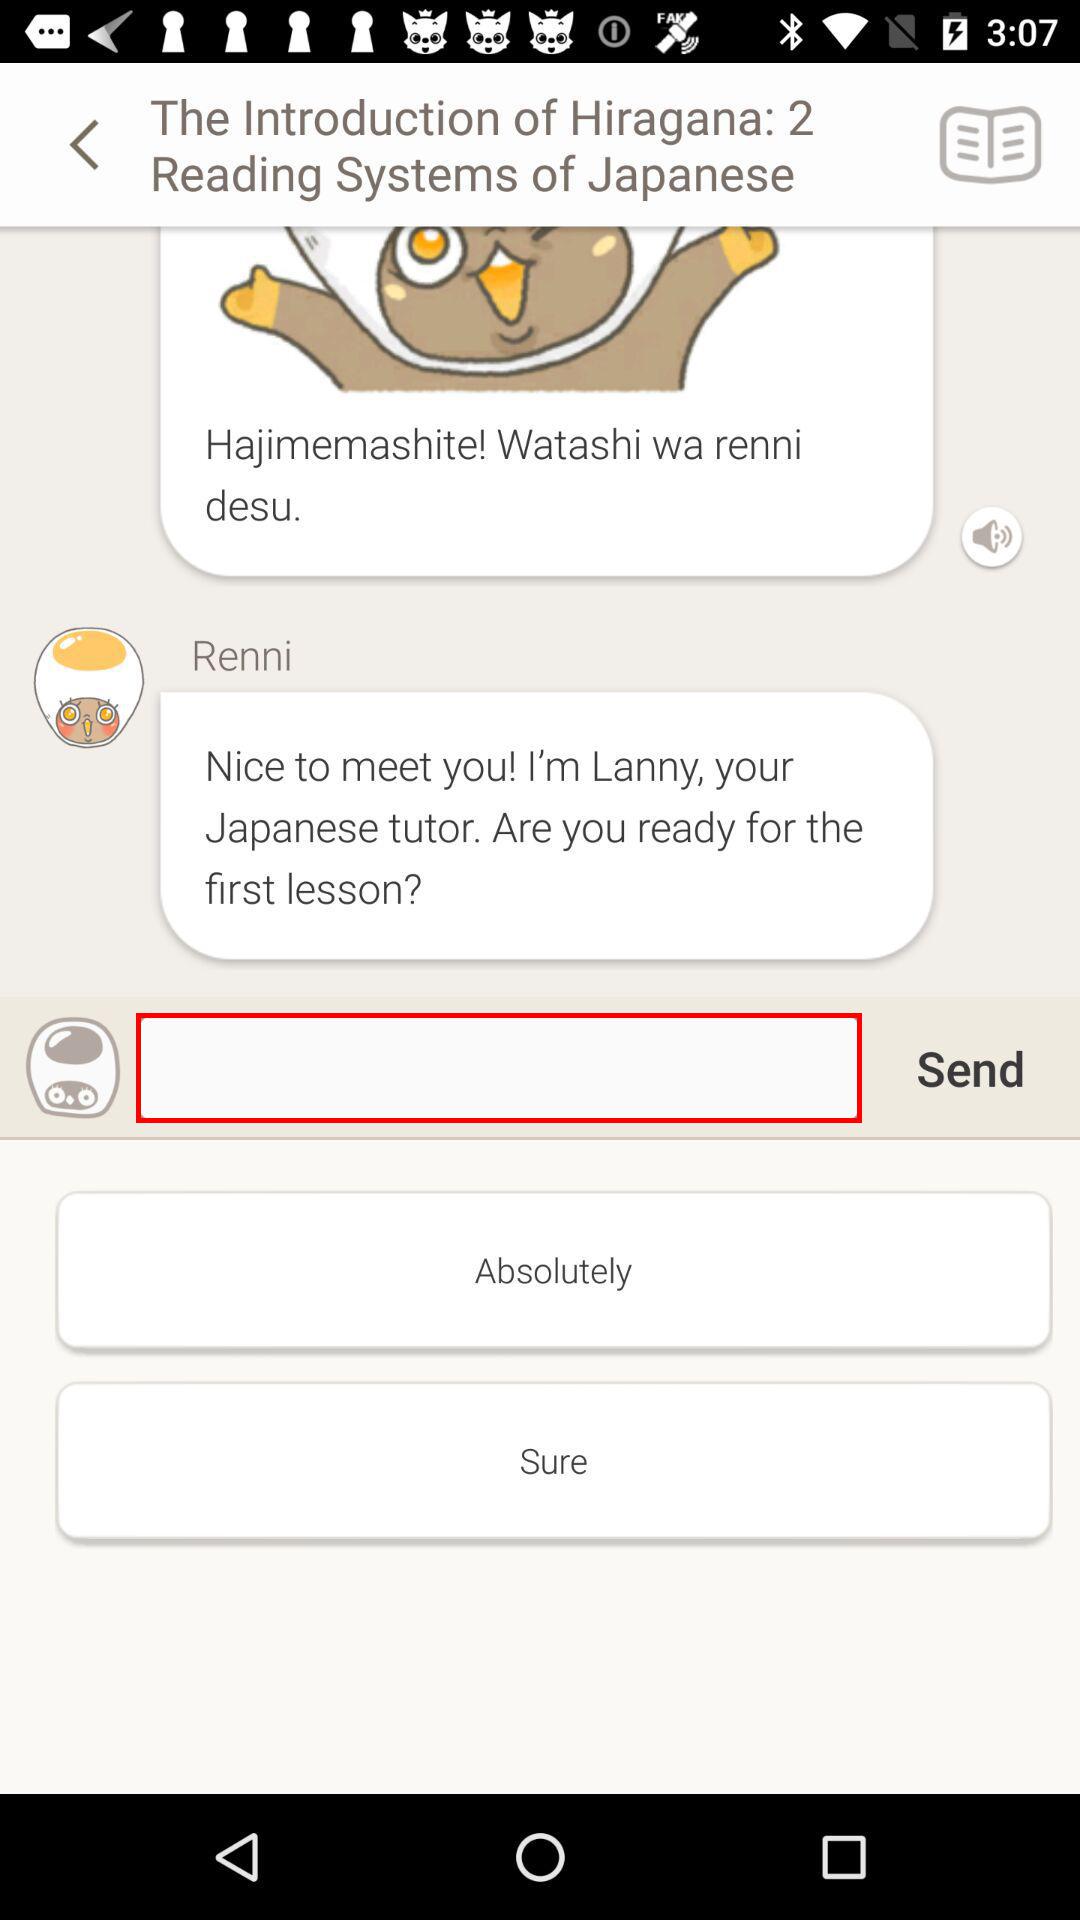 FAKE
3:07
The Introduction of Hiragana: 2
Reading Systems of Japanese
Hajimemashite! Watashi wa renni
desu.
Renni
Nice to meet you! I’m Lanny, your
Japanese tutor. Are you ready for the
first lesson?
Send
Absolutely
Sure